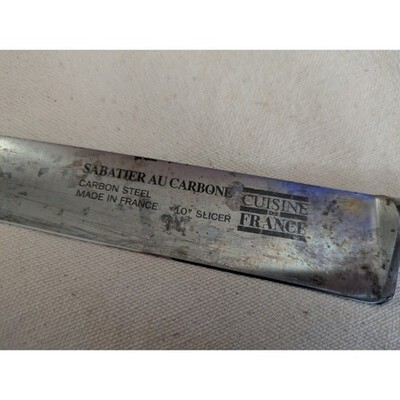 SABATIER AU CARBONE
CARBON STEEL
MADE IN FRANCE
10" SLICER
CUISINE
DE
FRANCE